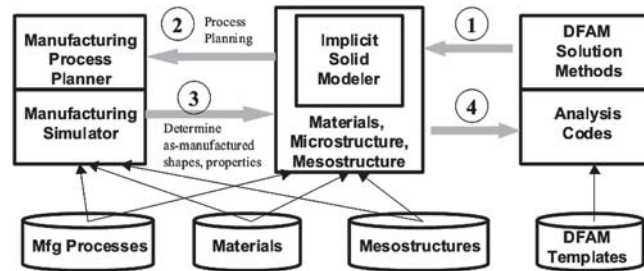 2
Process
Planning
Manufacturing
Process
Planner
Manufacturing
Simulator
3
Determine
as-manufactured
shapes, properties
Implicit
Solid
Modeler
Materials,
Microstructure,
Mesostructure
1
4
DFAM
Solution
Methods
Analysis
Codes
Mfg Processes
Materials
Mesostructures
DFAM
Templates